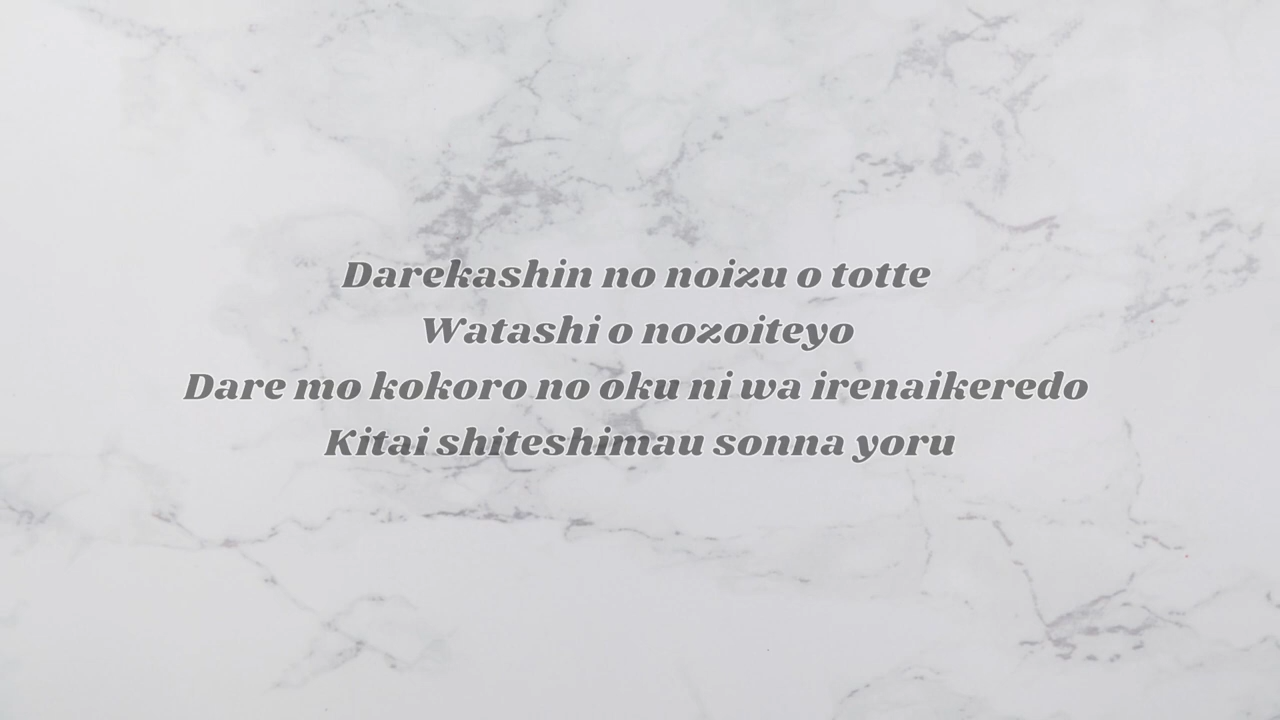 Darekashin no noizu o totte
Watashi o nozoiteyo
Dare mo kokoro no oku ni wa irenaikeredo
Kitai shiteshimau sonna yoru